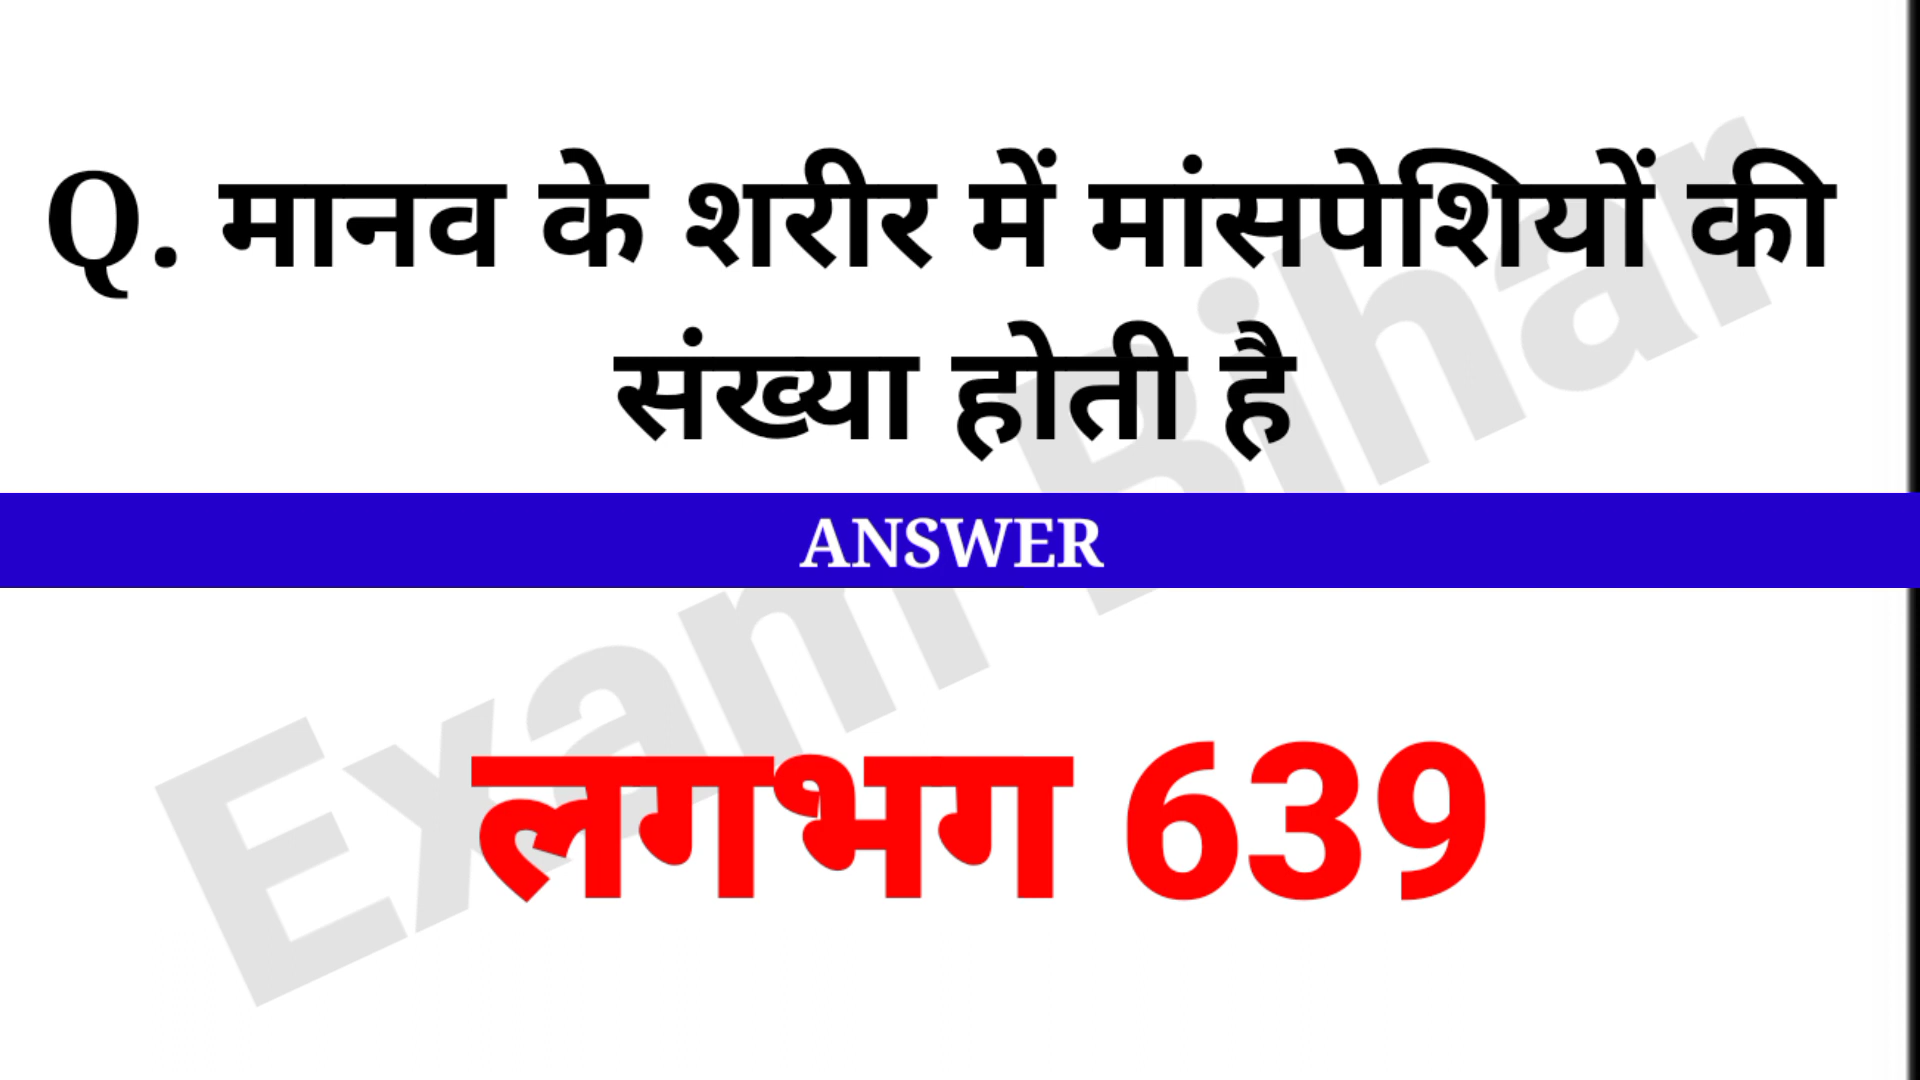 Q. मानव के शरीर में मांसपेशियों की
संख्या होती है
ANSWER
लगभग 639
Exam Bihar